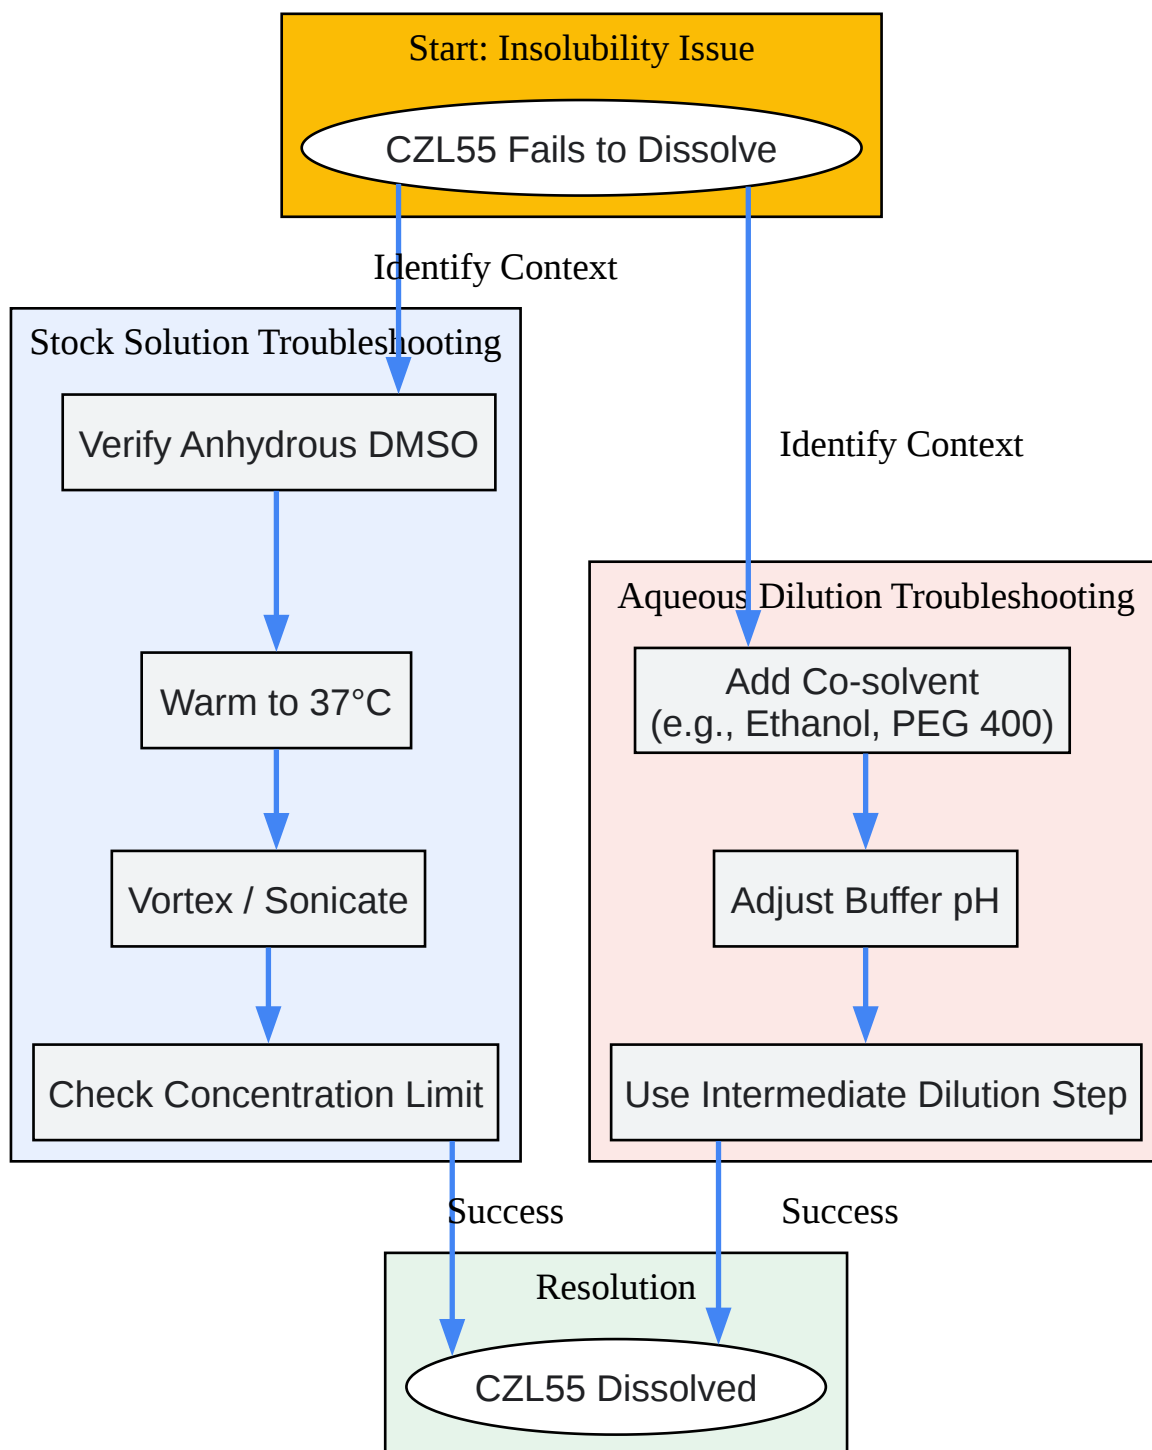 Start: Insolubility Issue
CZL55 Fails to Dissolve
Identify Context
Stock Solution Troubleshooting
Verify Anhydrous DMSO
Warm to 37°C
Vortex / Sonicate
Check Concentration Limit
Success
Identify Context
Aqueous Dilution Troubleshooting
Add Co-solvent
(e.g., Ethanol, PEG 400)
Adjust Buffer pH
Use Intermediate Dilution Step
Success
Resolution
CZL55 Dissolved